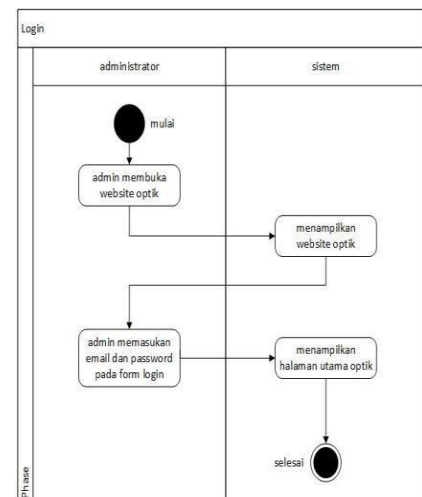 Login
administrator
sistem
mulai
admin membuka
website optik
menampilkan
website optik
admin memasukan
email dan password
pada form login
menampilkan
halaman utama optik
selesai
Phase